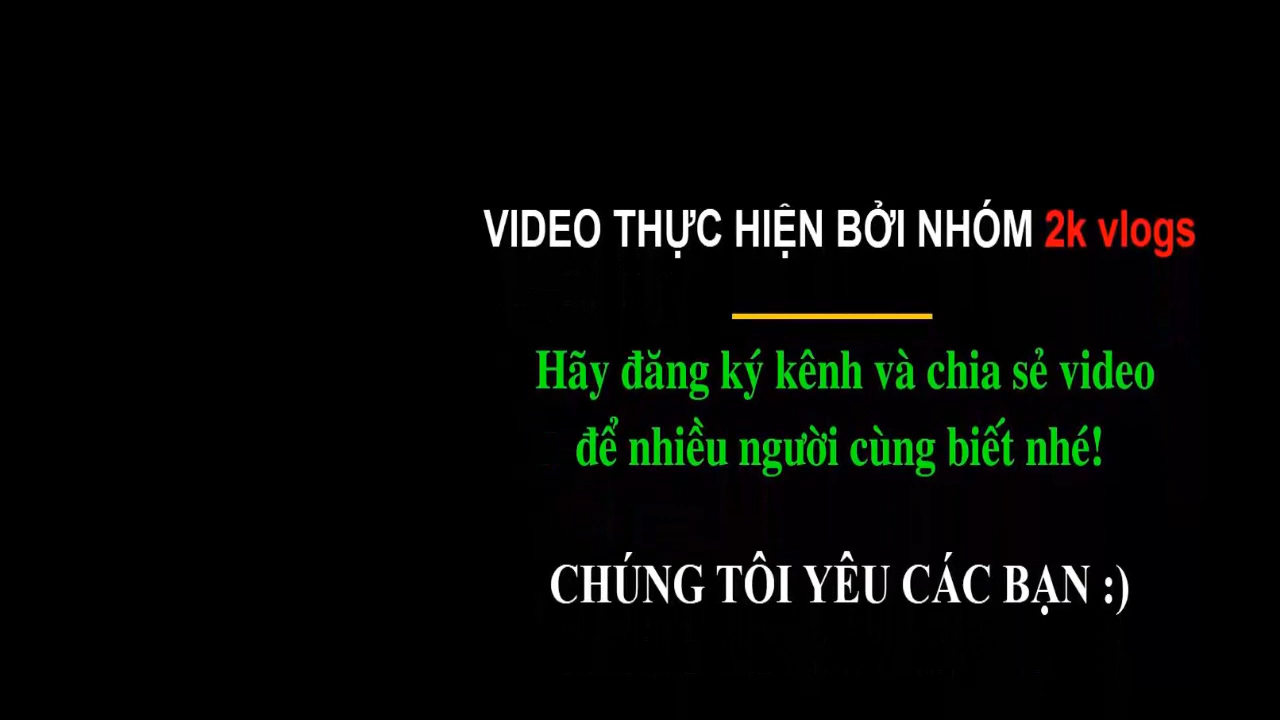 VIDEO THỰC HIỆN BỞI NHÓM 2k vlogs
Hãy đăng ký kênh và chia sẻ video
để nhiều người cùng biết nhé!
CHÚNG TÔI YÊU CÁC BẠN :)